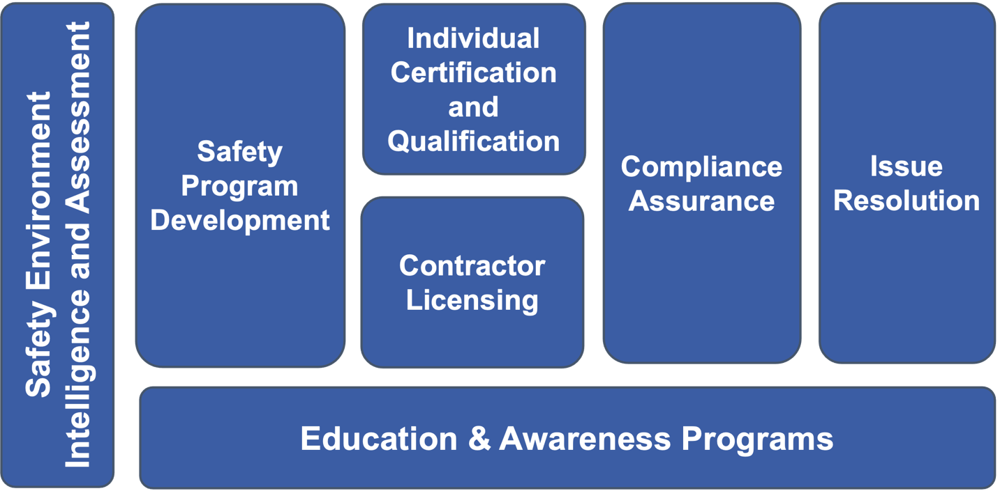 Safety Environment
Intelligence and Assessment
Safety
Program
Development
Individual
Certification
and
Qualification
Contractor
Licensing
Compliance
Assurance
Issue
Resolution
Education & Awareness Programs